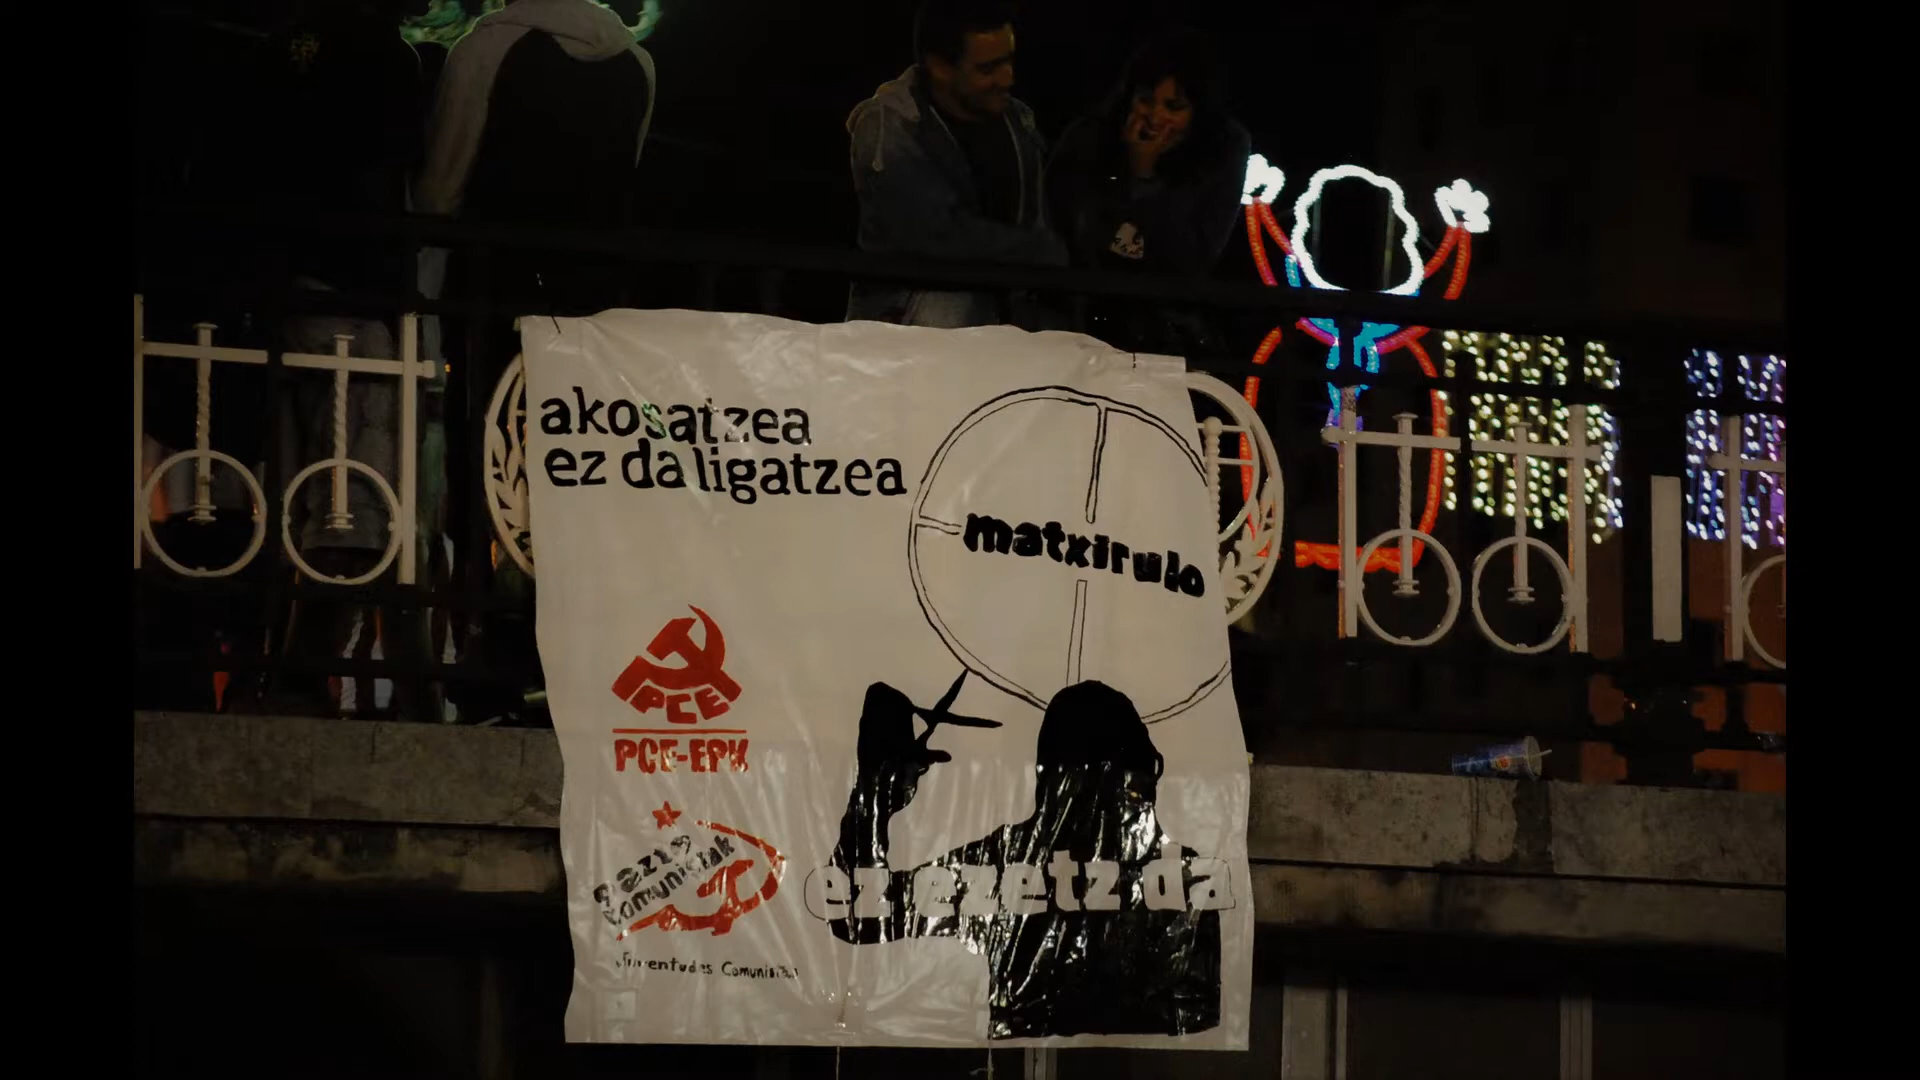 akosatzea
ez da ligatzea
matxirulo
PCE
PCE-EPK
gazte
komunistak
Juventudes Comunistas
ez ezetz da